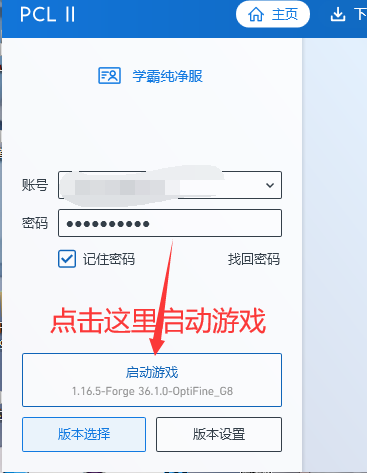 PCL II
主页
下
学霸纯净服
账号
密码 ●●●●●●●●●●
记住密码
找回密码
点击这里启动游戏
启动游戏
1.16.5-Forge 36.1.0-OptiFine_G8
版本选择
版本设置